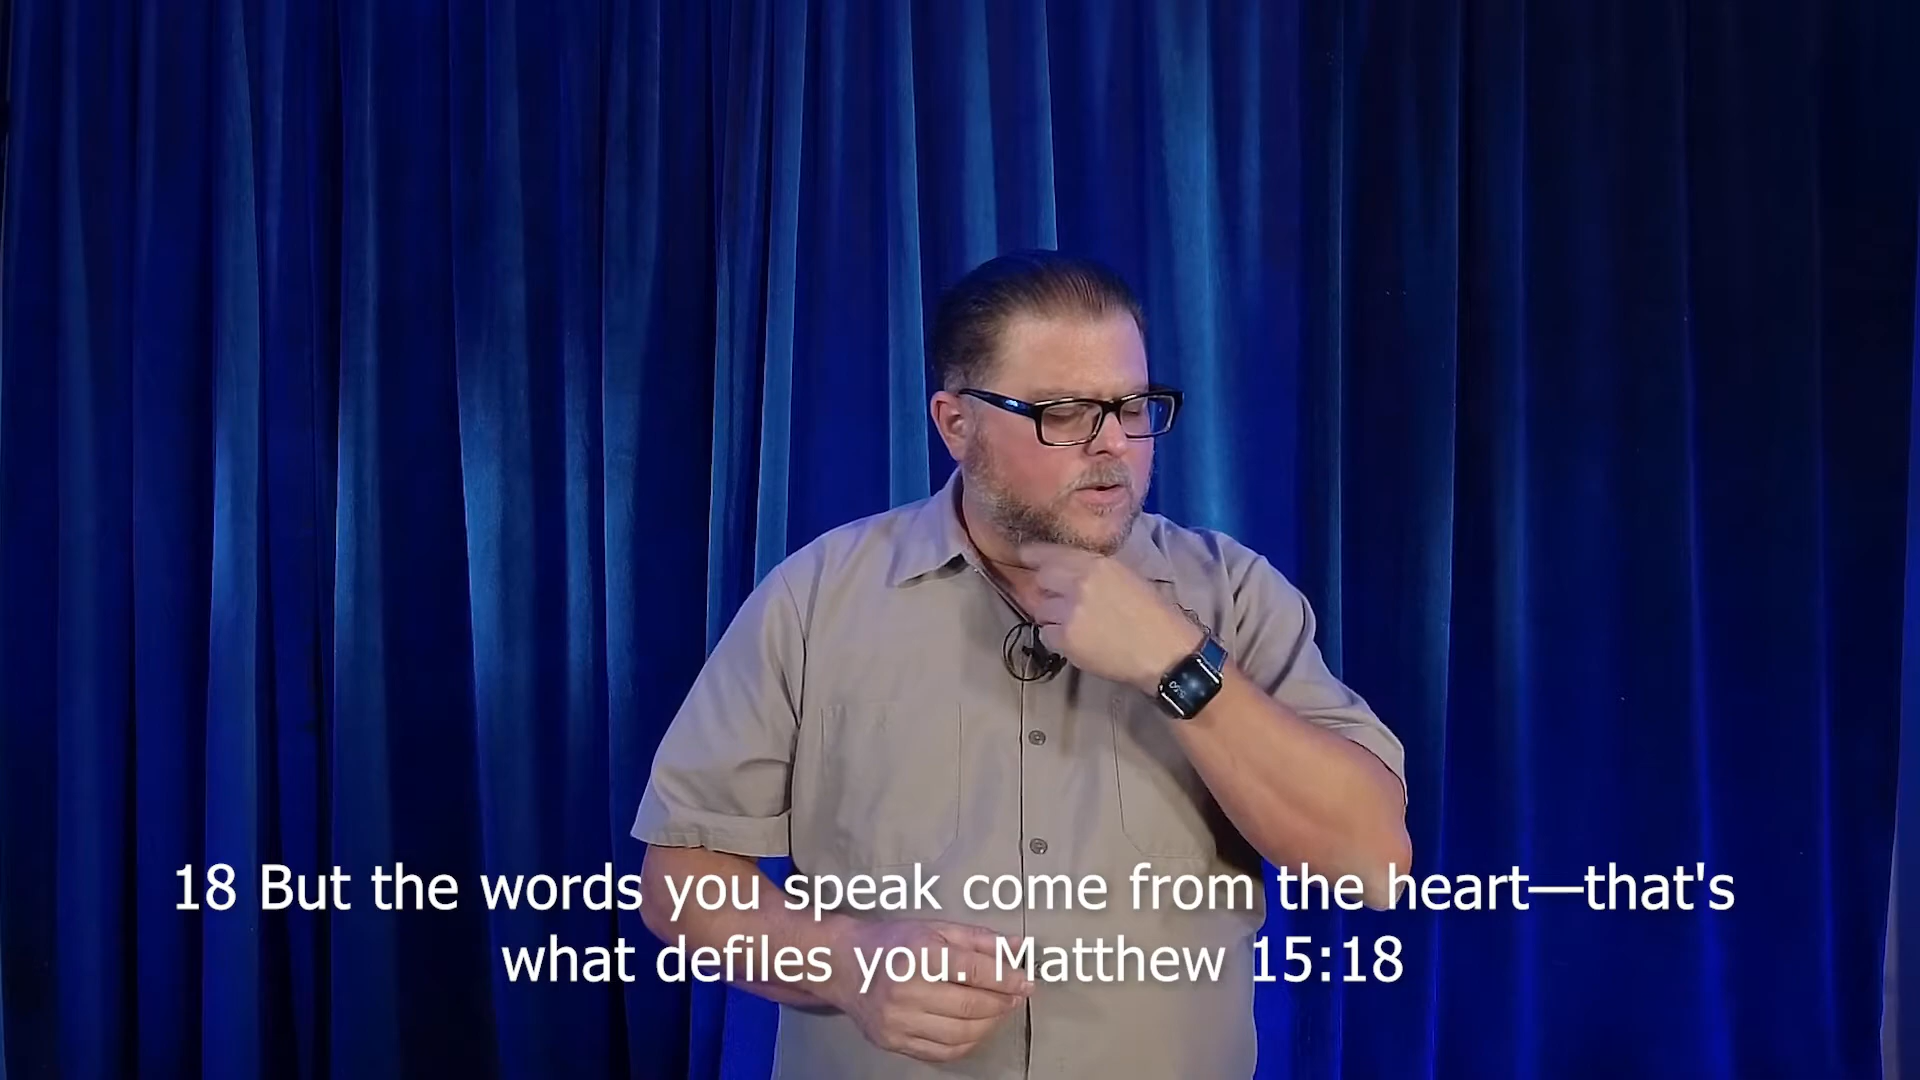 18 But the words you speak come from the heart—that's
what defiles you. Matthew 15:18